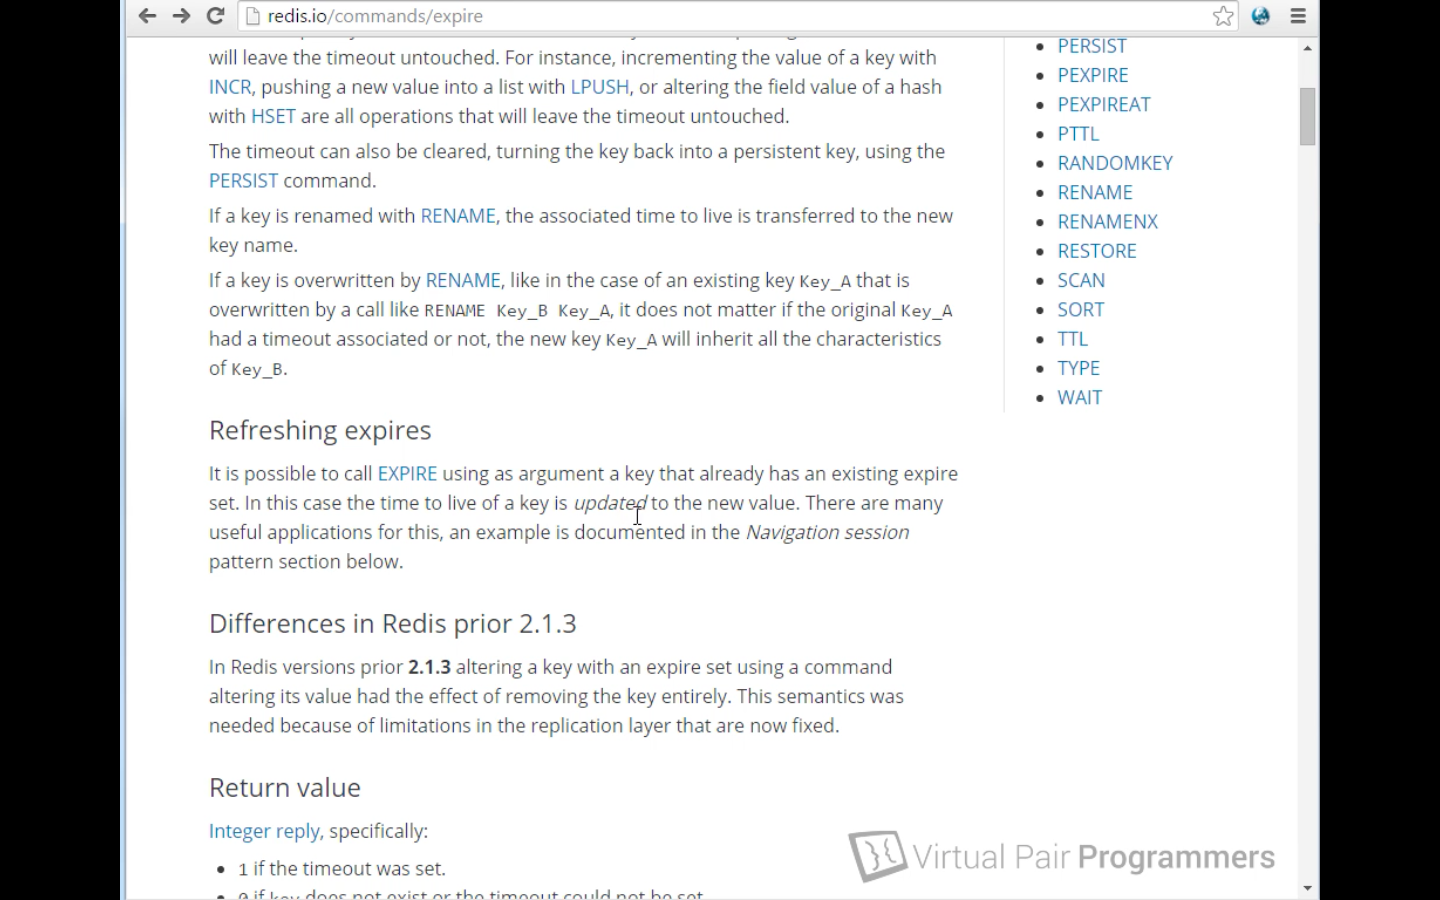 redis.io/commands/expire
will leave the timeout untouched. For instance, incrementing the value of a key with
INCR, pushing a new value into a list with LPUSH, or altering the field value of a hash
with HSET are all operations that will leave the timeout untouched.
The timeout can also be cleared, turning the key back into a persistent key, using the
PERSIST command.
If a key is renamed with RENAME, the associated time to live is transferred to the new
key name.
If a key is overwritten by RENAME, like in the case of an existing key Key_A that is
overwritten by a call like RENAME Key_B Key_A, it does not matter if the original Key_A
had a timeout associated or not, the new key Key_A will inherit all the characteristics
of Key_B.
Refreshing expires
It is possible to call EXPIRE using as argument a key that already has an existing expire
set. In this case the time to live of a key is updated to the new value. There are many
useful applications for this, an example is documented in the Navigation session
pattern section below.
Differences in Redis prior 2.1.3
In Redis versions prior 2.1.3 altering a key with an expire set using a command
altering its value had the effect of removing the key entirely. This semantics was
needed because of limitations in the replication layer that are now fixed.
Return value
Integer reply, specifically:
• 1 if the timeout was set.
• 0 if key does not exist or the timeout could not be set.
• PERSIST
• PEXPIRE
• PEXPIREAT
• PTTL
• RANDOMKEY
• RENAME
• RENAMENX
• RESTORE
• SCAN
• SORT
• TTL
• TYPE
• WAIT
Virtual Pair Programmers